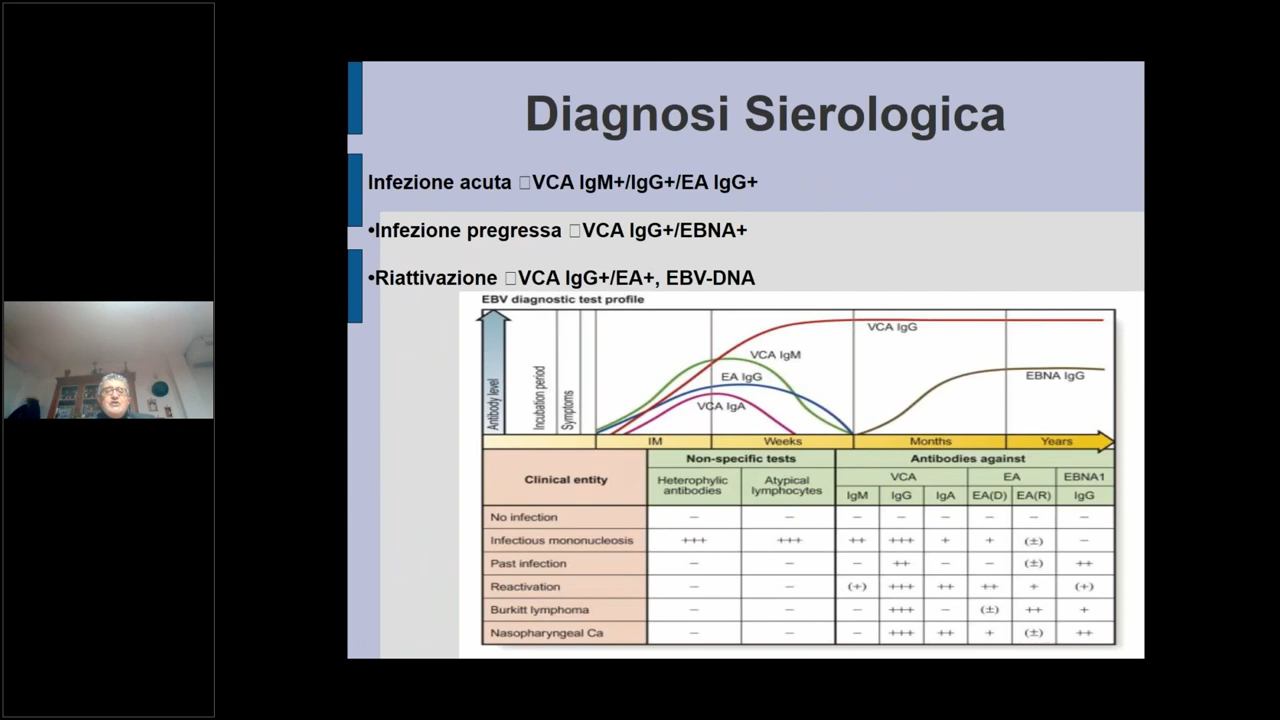 Diagnosi Sierologica
Infezione acuta □VCA IgM+/IgG+/EA IgG+
•Infezione pregressa □VCA IgG+/EBNA+
•Riattivazione □VCA IgG+/EA+, EBV-DNA
EBV diagnostic test profile
Antibody level
Incubation period
Symptoms
VCA IgG
VCA IgM
EA IgG
VCA IgA
EBNA IgG
IM Weeks Months Years
Clinical entity Non-specific tests Antibodies against
Heterophylic antibodies Atypical lymphocytes VCA EA EBNA1
IgM IgG IgA EA(D) EA(R) IgG
No infection – – – – – – – –
Infectious mononucleosis +++ +++ ++ +++ + + (±) –
Past infection – – – ++ – – (±) ++
Reactivation – – (+) +++ ++ ++ + (+)
Burkitt lymphoma – – – +++ – (±) ++ +
Nasopharyngeal Ca – – – +++ ++ + (±) ++